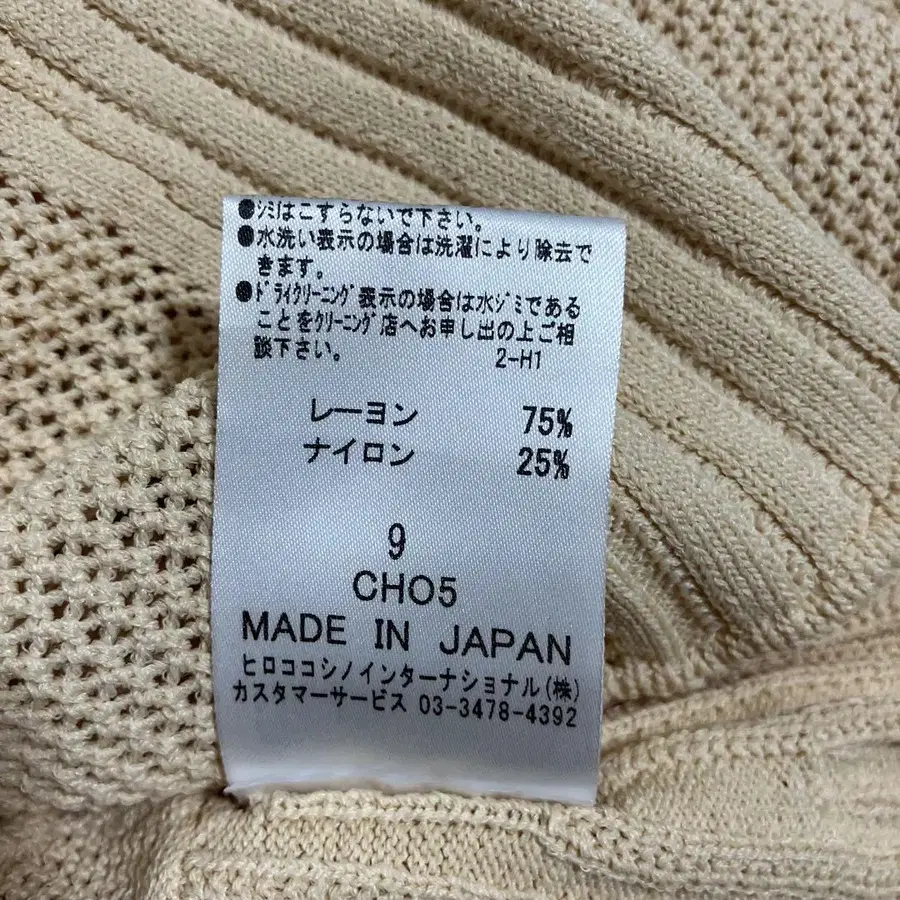 ●ｼﾐはこすらないで下さい。
●水洗い表示の場合は洗濯により除去で
きます。
●ﾄﾞﾗｲｸﾘｰﾆﾝｸﾞ表示の場合は水ｼﾞﾐである
ことをｸﾘｰﾆﾝｸﾞ店へお申し出の上ご相
談下さい。 2-H1
レーヨン 75%
ナイロン 25%
9
CHO5
MADE IN JAPAN
ヒロココシノインターナショナル(株)
カスタマーサービス 03-3478-4392